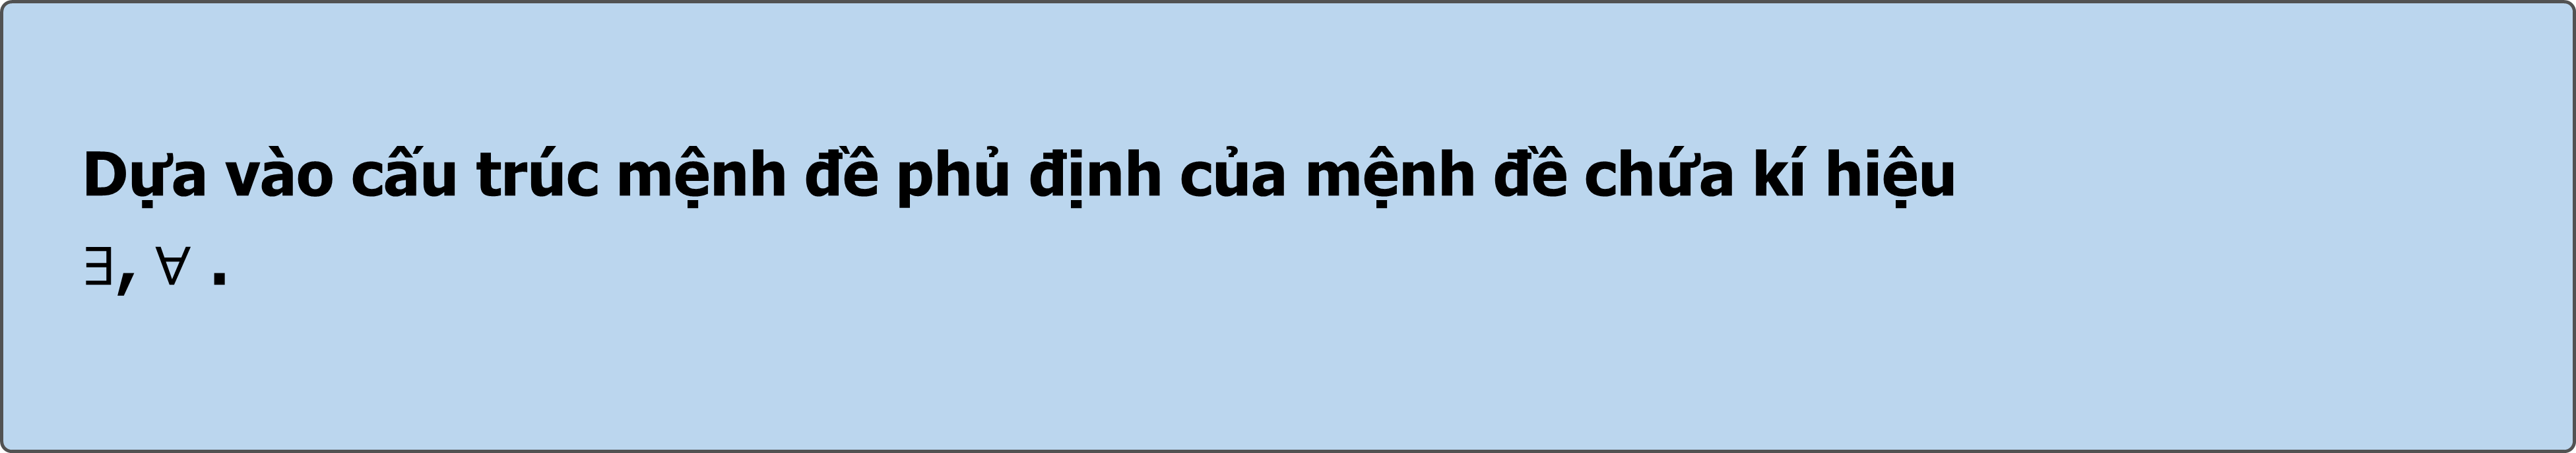 Dựa vào cấu trúc mệnh đề phủ định của mệnh đề chứa kí hiệu
∃, ∀ .